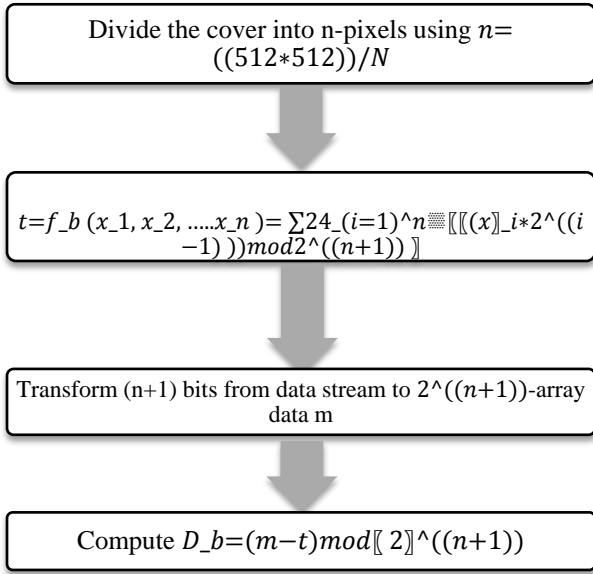 Divide the cover into n-pixels using 𝑛=
((512*512))/𝑁
𝑡=𝑓_𝑏 (𝑥_1, 𝑥_2, …..𝑥_𝑛 )= ∑24_(𝑖=1)^𝑛▒〖〖(𝑥〗_𝑖*2^((𝑖
−1) ))𝑚𝑜𝑑2^((𝑛+1)) 〗
Transform (n+1) bits from data stream to 2^((𝑛+1))-array
data m
Compute 𝐷_𝑏=(𝑚−𝑡)𝑚𝑜𝑑〖 2〗^((𝑛+1))